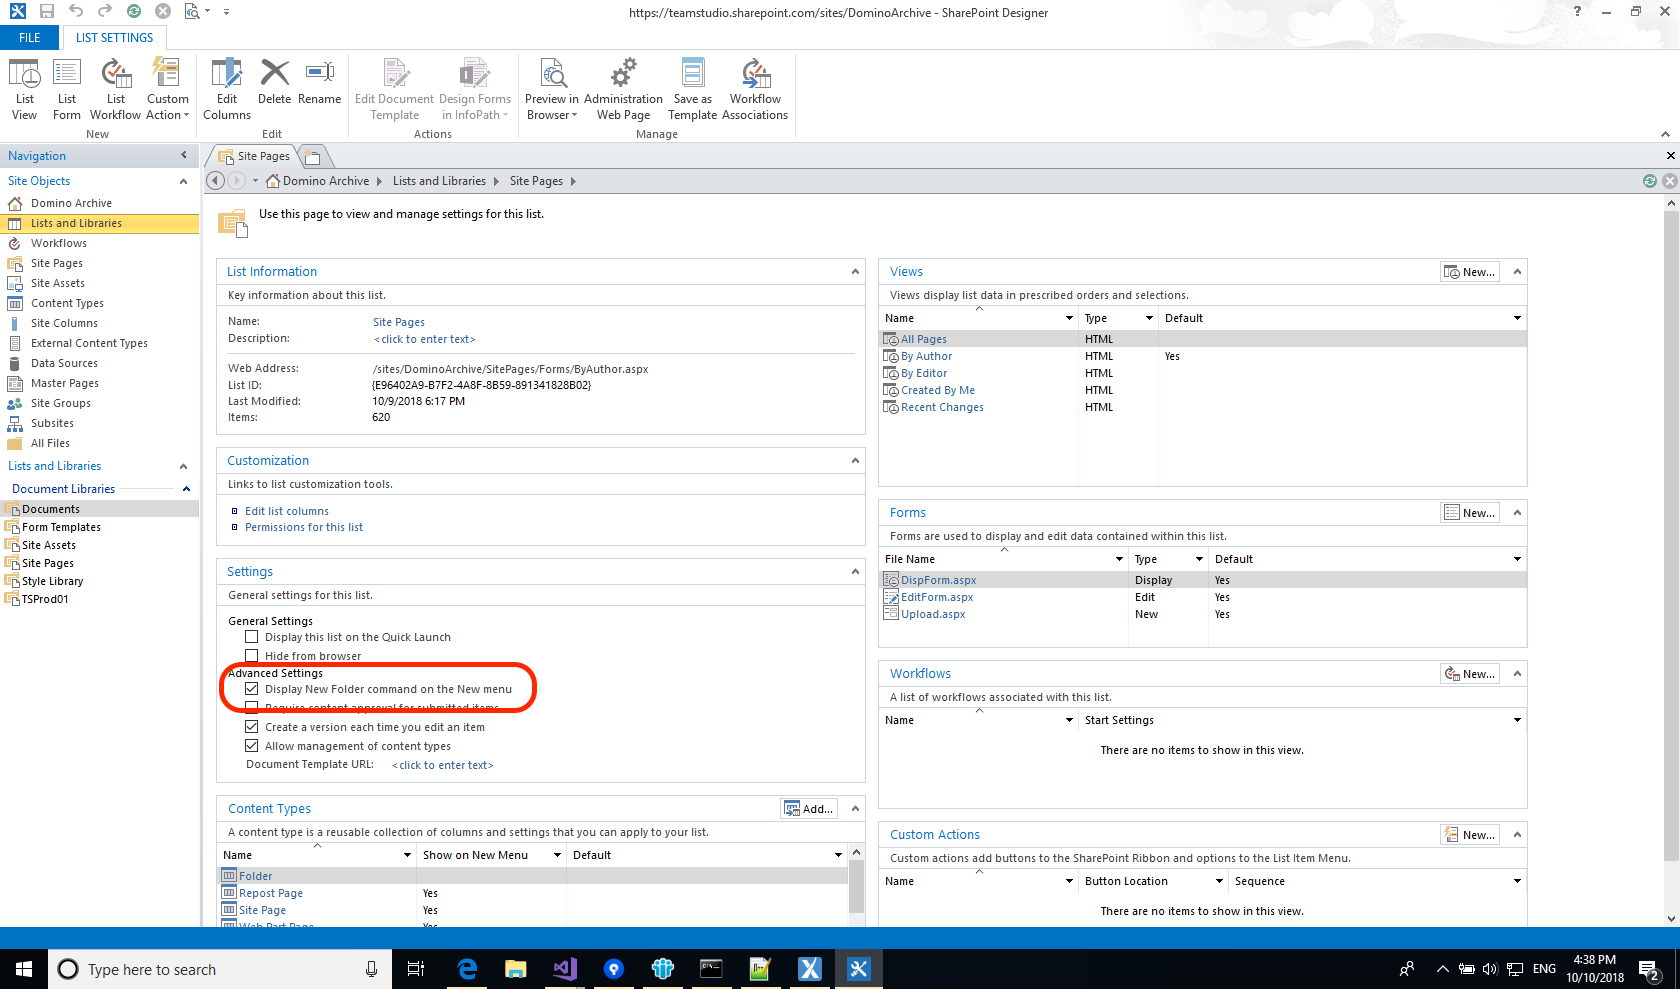 https://teamstudio.sharepoint.com/sites/DominoArchive - SharePoint Designer
?
FILE
LIST SETTINGS
List View
List Form
List Workflow
Custom Action
New
Edit Columns
Delete
Rename
Edit
Edit Document Template
Design Forms in InfoPath
Actions
Preview in Browser
Administration Web Page
Save as Template
Workflow Associations
Manage
Navigation
Site Objects
Domino Archive
Lists and Libraries
Workflows
Site Pages
Site Assets
Content Types
Site Columns
External Content Types
Data Sources
Master Pages
Site Groups
Subsites
All Files
Lists and Libraries
Document Libraries
Documents
Form Templates
Site Assets
Site Pages
Style Library
TSProd01
Site Pages
Domino Archive
Lists and Libraries
Site Pages
Use this page to view and manage settings for this list.
List Information
Key information about this list.
Name: Site Pages
Description: <click to enter text>
Web Address: /sites/DominoArchive/SitePages/Forms/ByAuthor.aspx
List ID: {E96402A9-B7F2-4A8F-8B59-891341828B02}
Last Modified: 10/9/2018 6:17 PM
Items: 620
Customization
Links to list customization tools.
Edit list columns
Permissions for this list
Settings
General settings for this list.
General Settings
Display this list on the Quick Launch
Hide from browser
Advanced Settings
Display New Folder command on the New menu
Require content approval for submitted items
Create a version each time you edit an item
Allow management of content types
Document Template URL: <click to enter text>
Content Types
Add...
A content type is a reusable collection of columns and settings that you can apply to your list.
Name Show on New Menu Default
Folder
Repost Page Yes
Site Page Yes
Web Part Page Yes
Views
New...
Views display list data in prescribed orders and selections.
Name Type Default
All Pages HTML
By Author HTML Yes
By Editor HTML
Created By Me HTML
Recent Changes HTML
Forms
New...
Forms are used to display and edit data contained within this list.
File Name Type Default
DispForm.aspx Display Yes
EditForm.aspx Edit Yes
Upload.aspx New Yes
Workflows
New...
A list of workflows associated with this list.
Name Start Settings
There are no items to show in this view.
Custom Actions
New...
Custom actions add buttons to the SharePoint Ribbon and options to the List Item Menu.
Name Button Location Sequence
There are no items to show in this view.
Type here to search
ENG
4:38 PM
10/10/2018
2